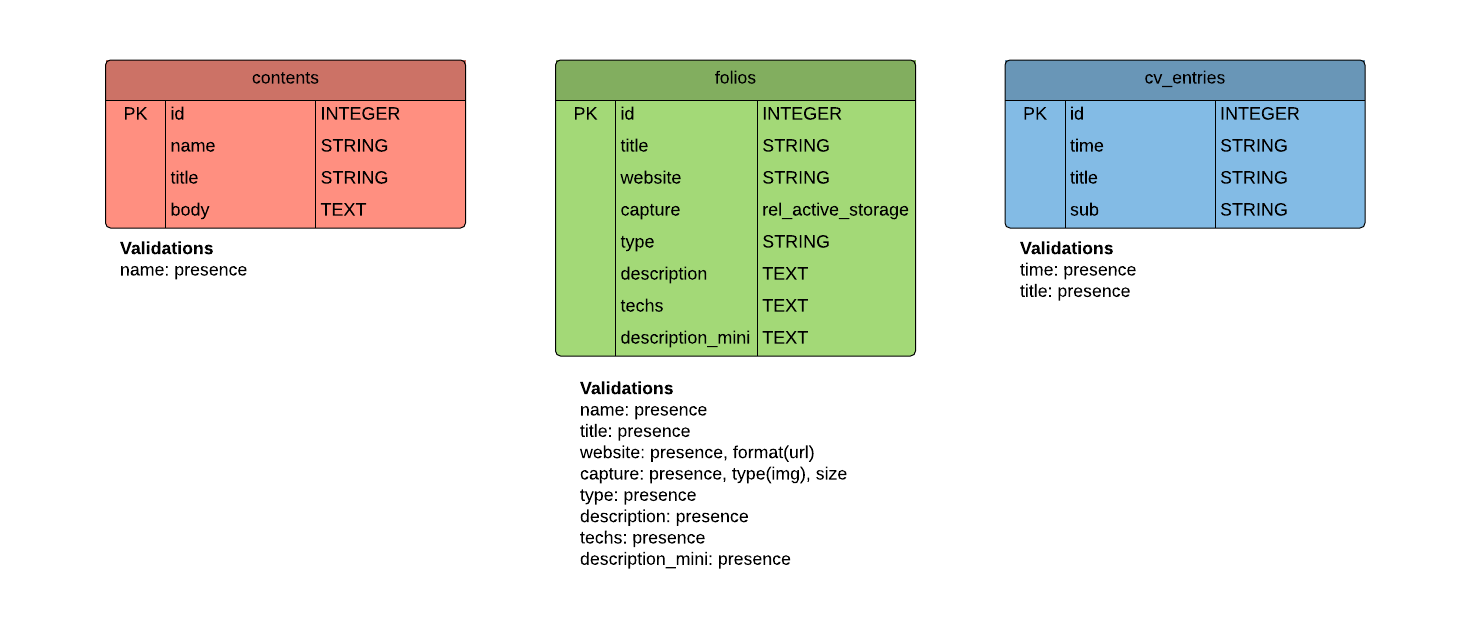 contents
PK id INTEGER
name STRING
title STRING
body TEXT
Validations
name: presence
folios
PK id INTEGER
title STRING
website STRING
capture rel_active_storage
type STRING
description TEXT
techs TEXT
description_mini TEXT
Validations
name: presence
title: presence
website: presence, format(url)
capture: presence, type(img), size
type: presence
description: presence
techs: presence
description_mini: presence
cv_entries
PK id INTEGER
time STRING
title STRING
sub STRING
Validations
time: presence
title: presence